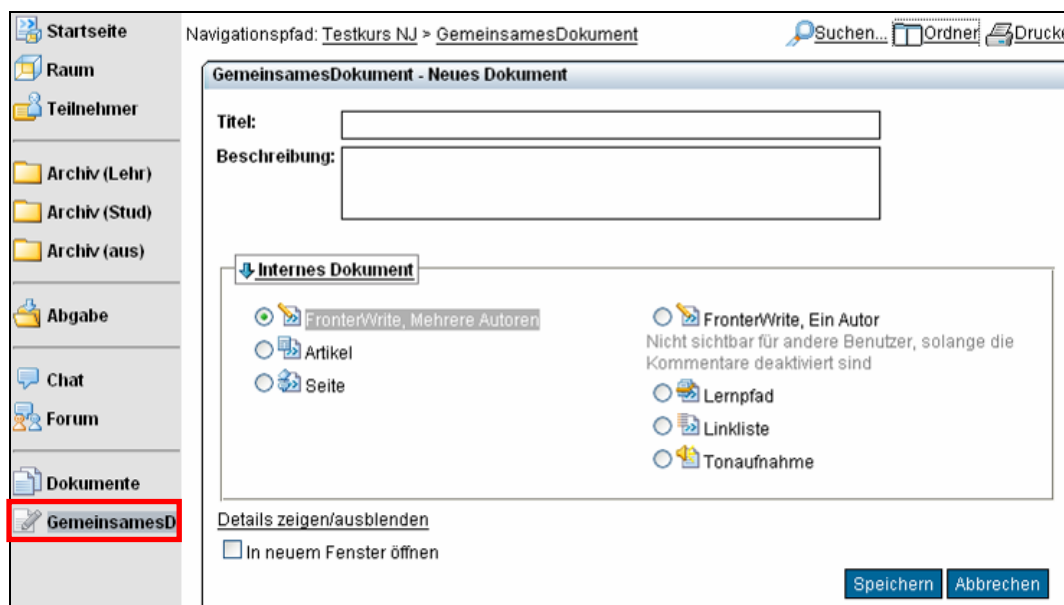 Startseite
Raum
Teilnehmer
Archiv (Lehr)
Archiv (Stud)
Archiv (aus)
Abgabe
Chat
Forum
Dokumente
GemeinsamesD
Navigationspfad: Testkurs NJ > GemeinsamesDokument
Suchen... Ordner Drucke
GemeinsamesDokument - Neues Dokument
Titel:
Beschreibung:
Internes Dokument
FronterWrite, Mehrere Autoren
Artikel
Seite
FronterWrite, Ein Autor
Nicht sichtbar für andere Benutzer, solange die
Kommentare deaktiviert sind
Lernpfad
Linkliste
Tonaufnahme
Details zeigen/ausblenden
In neuem Fenster öffnen
Speichern Abbrechen